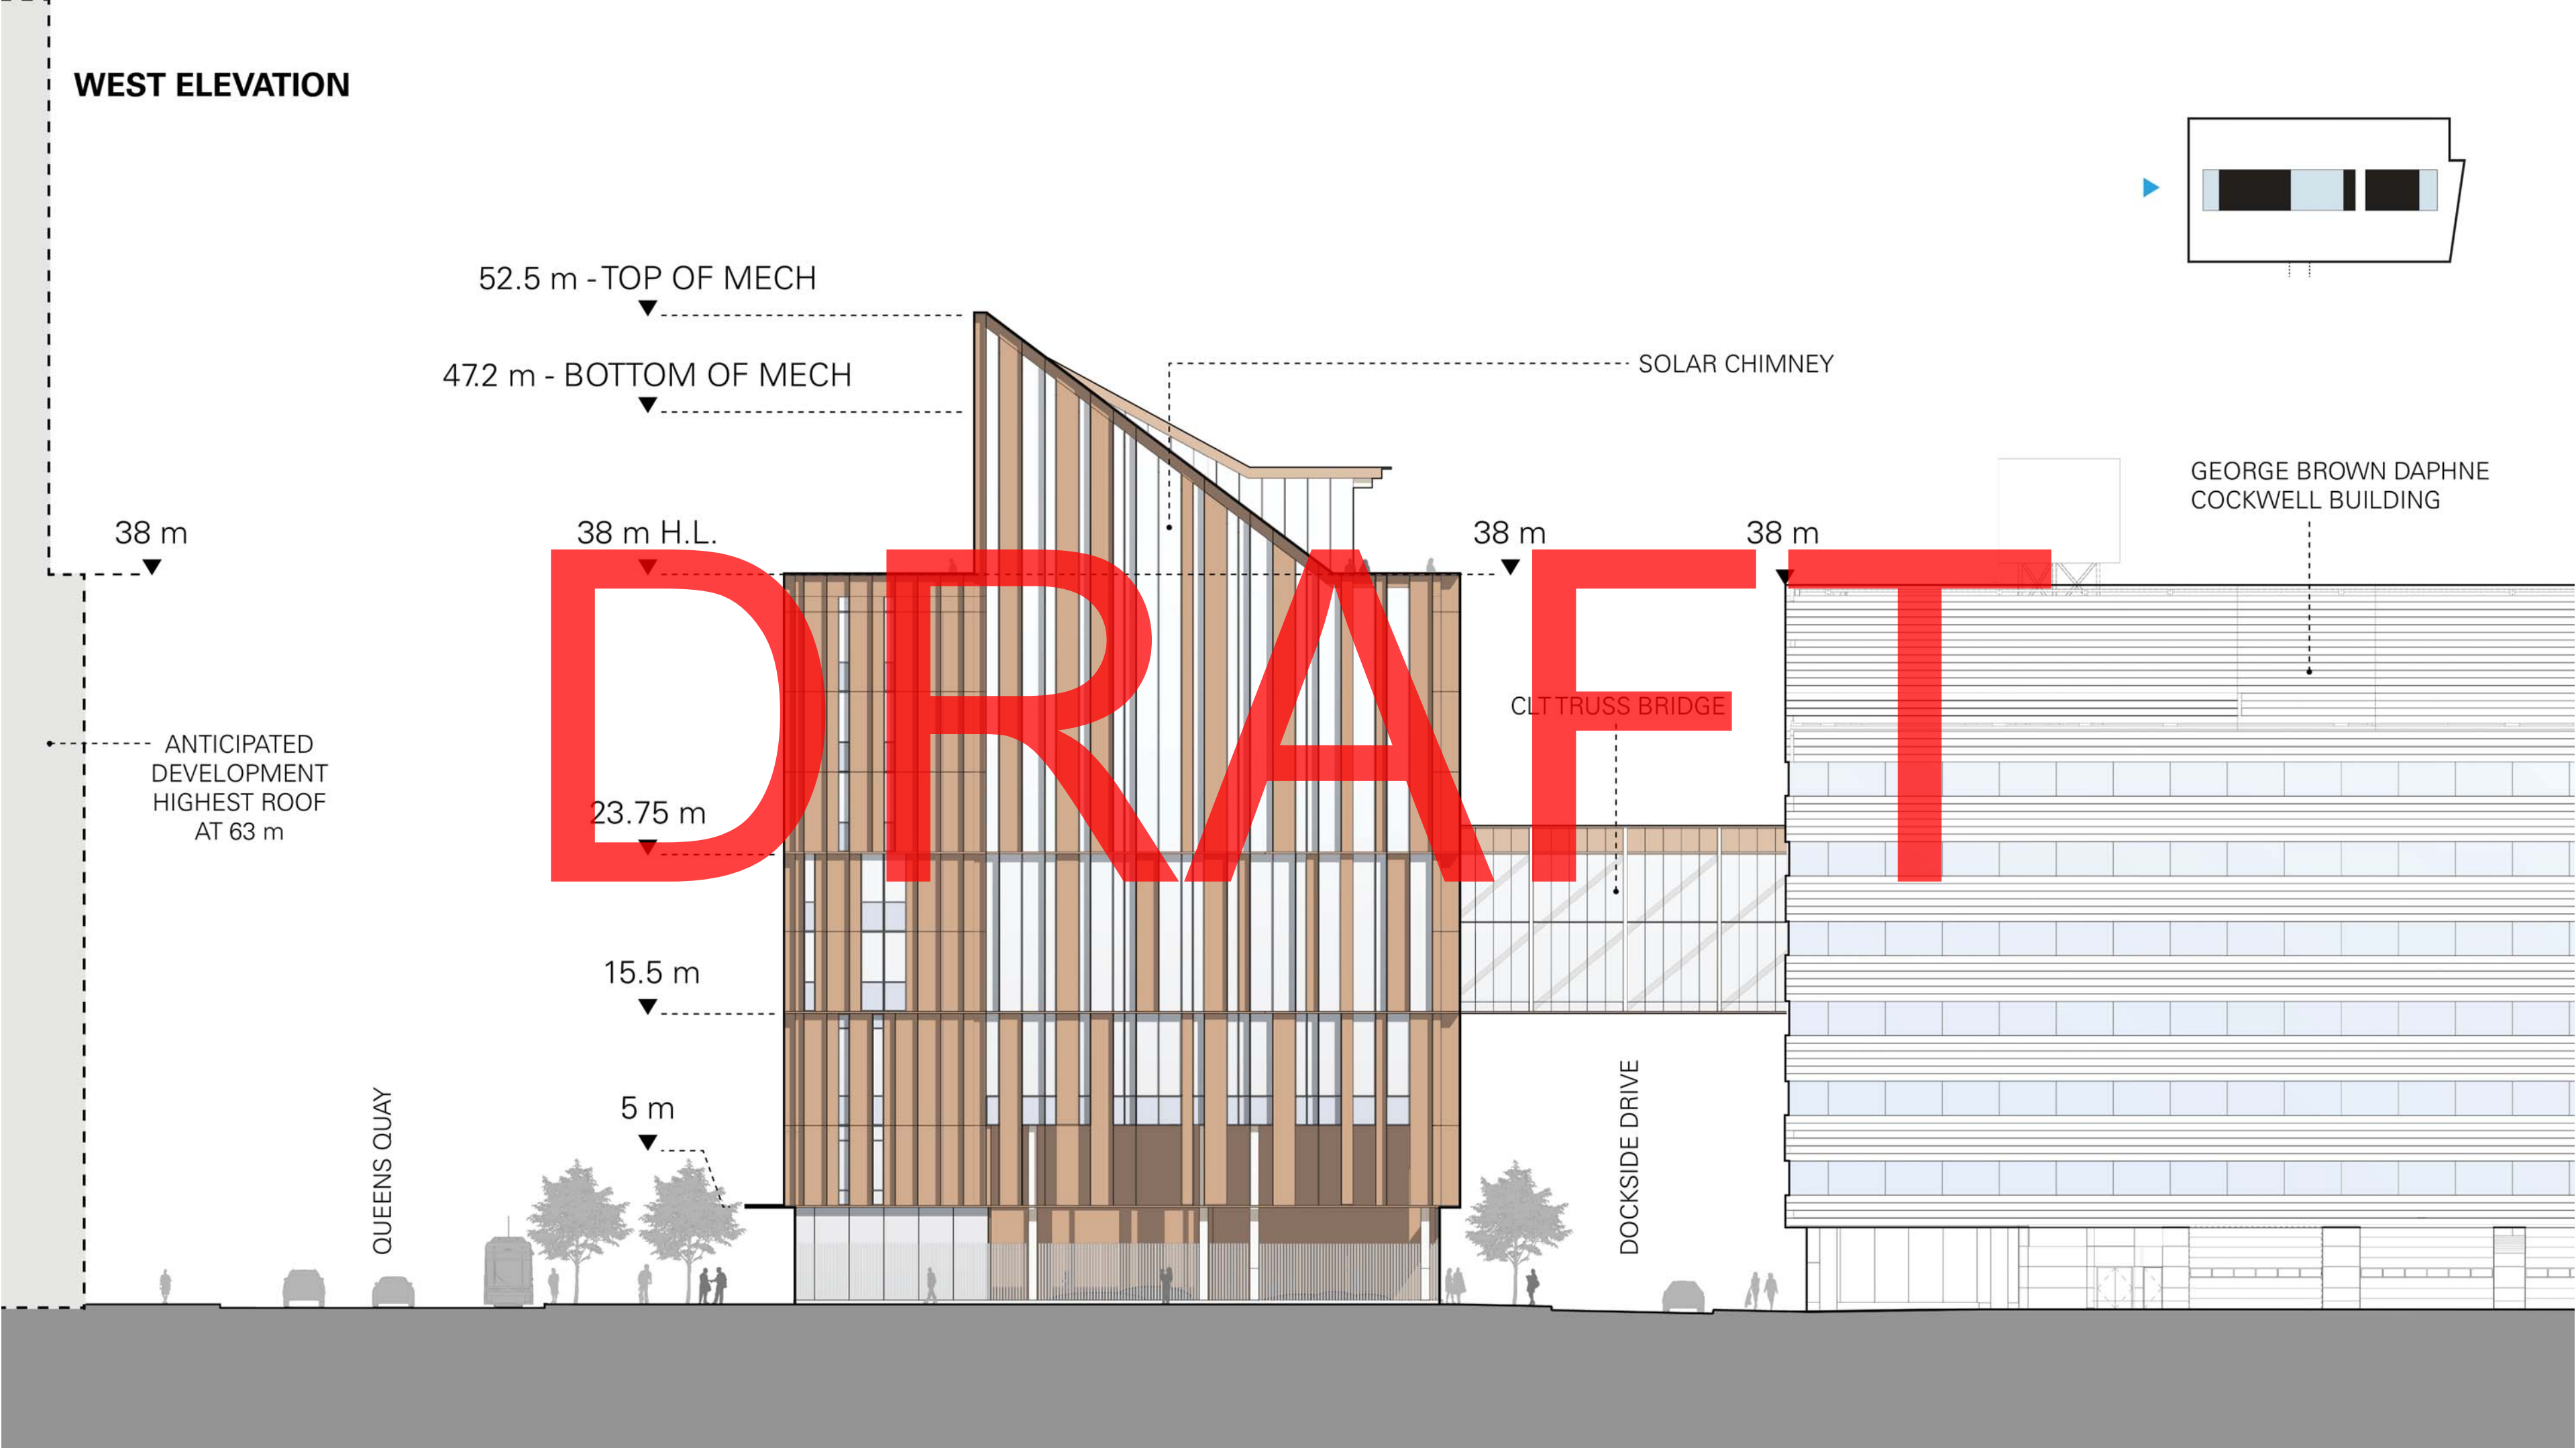 WEST ELEVATION
52.5 m - TOP OF MECH
47.2 m - BOTTOM OF MECH
SOLAR CHIMNEY
GEORGE BROWN DAPHNE
COCKWELL BUILDING
38 m
38 m H.L.
38 m
38 m
DRAFT
CLT TRUSS BRIDGE
ANTICIPATED
DEVELOPMENT
HIGHEST ROOF
AT 63 m
23.75 m
15.5 m
5 m
QUEENS QUAY
DOCKSIDE DRIVE